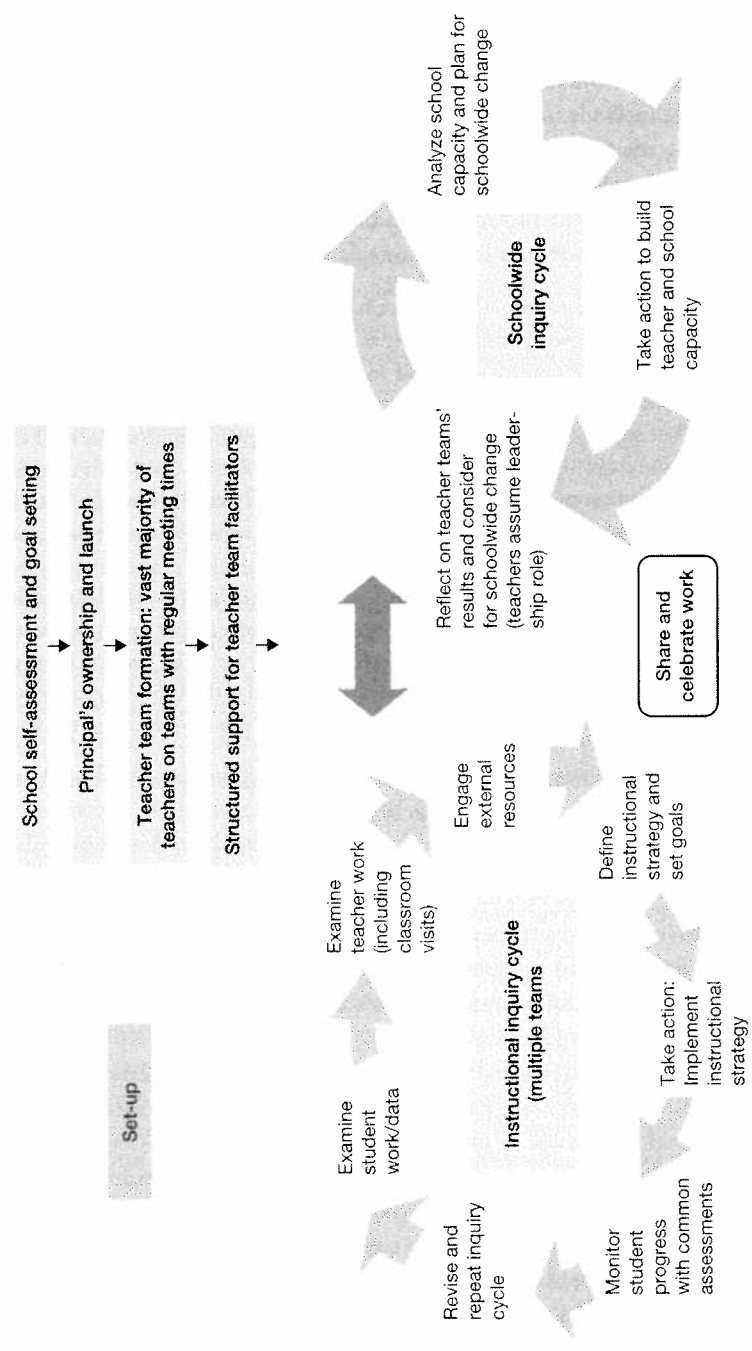 Set-up
School self-assessment and goal setting
Principal's ownership and launch
Teacher team formation: vast majority of
teachers on teams with regular meeting times
Structured support for teacher team facilitators
Examine
student
work/data
Examine
teacher work
(including
classroom
visits)
Engage
external
resources
Define
instructional
strategy and
set goals
Take action:
Implement
instructional
strategy
Monitor
student
progress
with common
assessments
Revise and
repeat inquiry
cycle
Instructional inquiry cycle
(multiple teams)
Reflect on teacher teams'
results and consider
for schoolwide change
(teachers assume leader-
ship role)
Analyze school
capacity and plan for
schoolwide change
Schoolwide
inquiry cycle
Take action to build
teacher and school
capacity
Share and
celebrate work